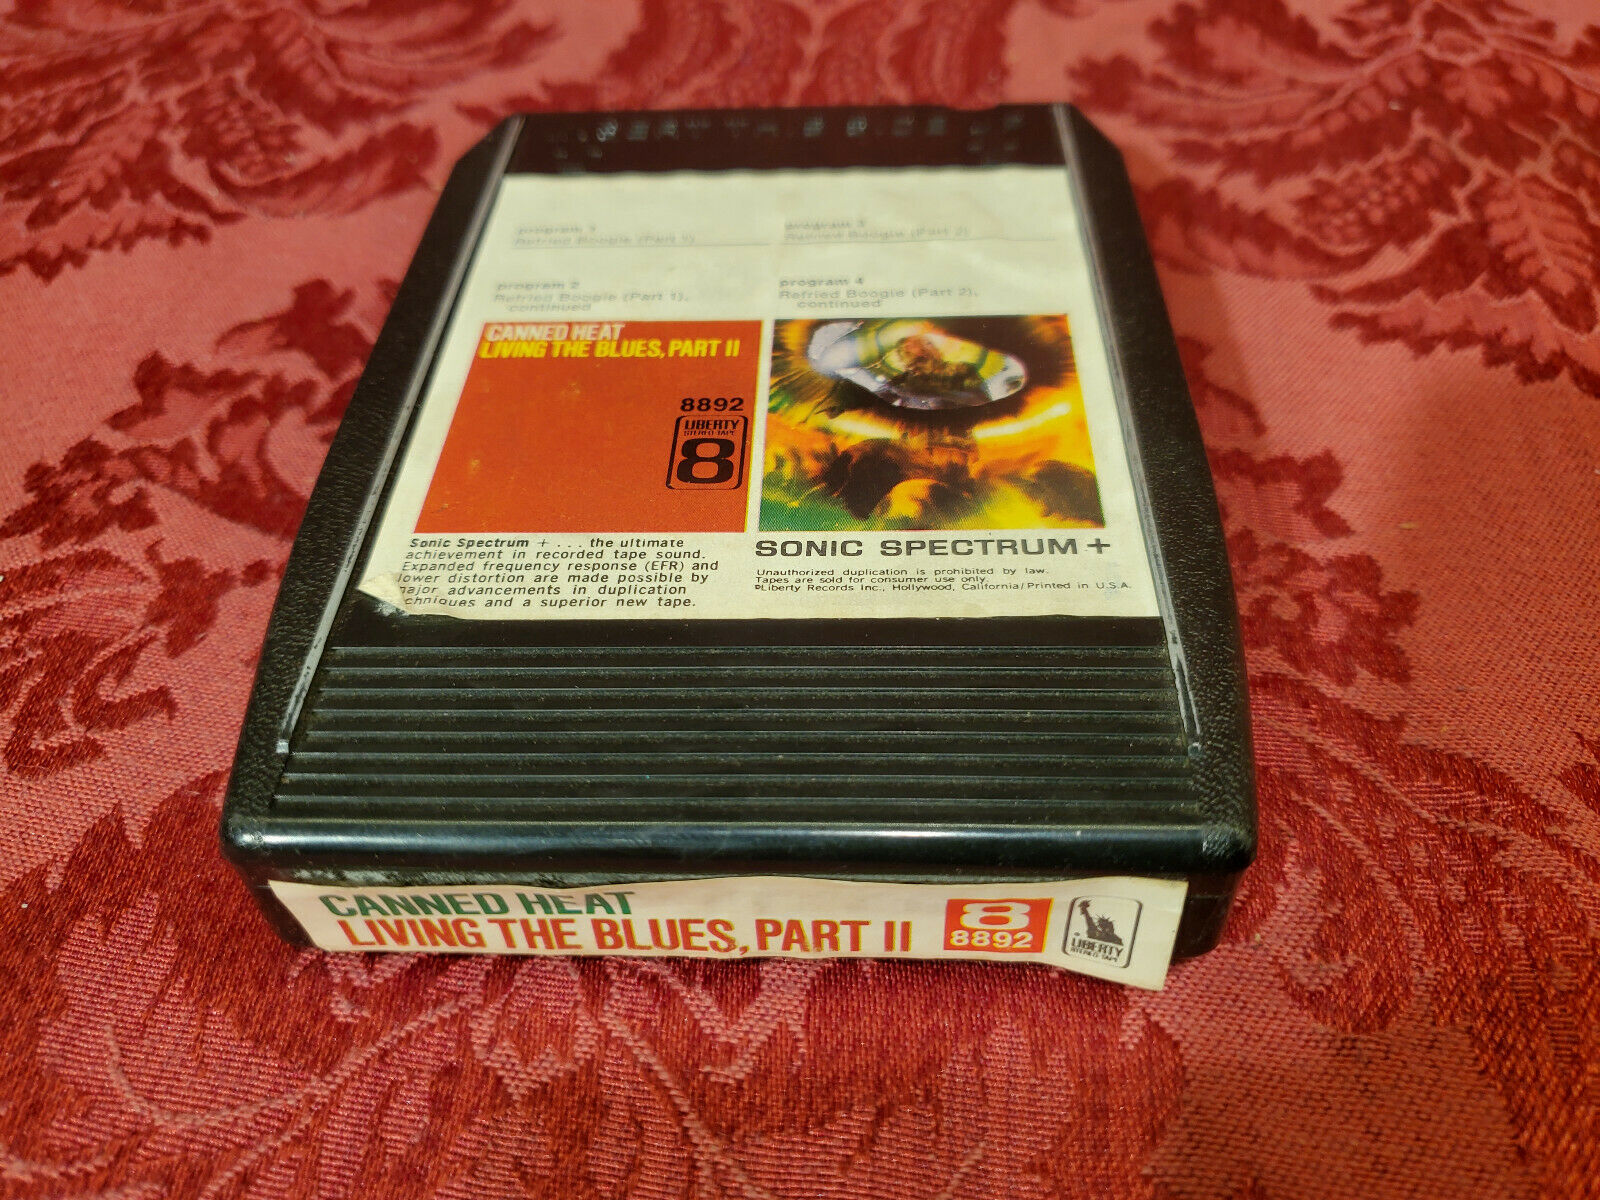 program 1
Refried Boogie (Part 1)
program 3
Refried Boogie (Part 2)
program 2
Refried Boogie (Part 1),
continued
program 4
Refried Boogie (Part 2),
continued
CANNED HEAT
LIVING THE BLUES, PART II
8892
LIBERTY
STEREO-TAPE
8
Sonic Spectrum + . . . the ultimate
achievement in recorded tape sound.
Expanded frequency response (EFR) and
lower distortion are made possible by
major advancements in duplication
chniques and a superior new tape.
SONIC SPECTRUM +
Unauthorized duplication is prohibited by law.
Tapes are sold for consumer use only.
℗Liberty Records Inc., Hollywood, California/Printed in U.S.A.
CANNED HEAT
LIVING THE BLUES, PART II
8
8892
LIBERTY
STEREO-TAPE